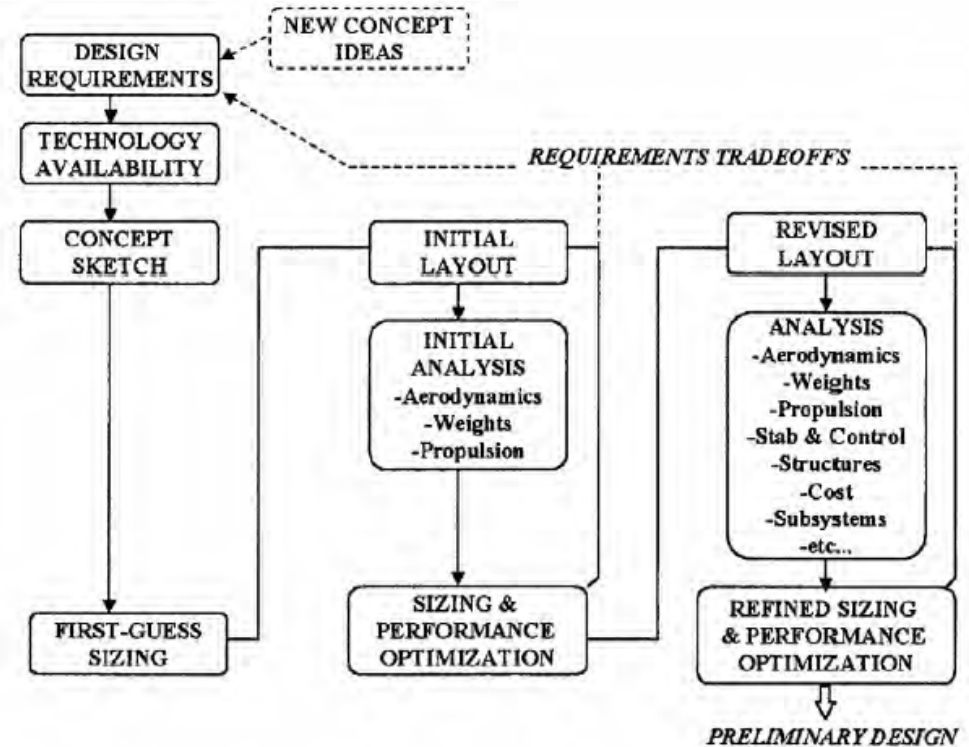 NEW CONCEPT
IDEAS
DESIGN
REQUIREMENTS
TECHNOLOGY
AVAILABILITY
REQUIREMENTS TRADEOFFS
CONCEPT
SKETCH
FIRST-GUESS
SIZING
INITIAL
LAYOUT
INITIAL
ANALYSIS
-Aerodynamics
-Weights
-Propulsion
SIZING &
PERFORMANCE
OPTIMIZATION
REVISED
LAYOUT
ANALYSIS
-Aerodynamics
-Weights
-Propulsion
-Stab & Control
-Structures
-Cost
-Subsystems
-etc...
REFINED SIZING
& PERFORMANCE
OPTIMIZATION
PRELIMINARY DESIGN